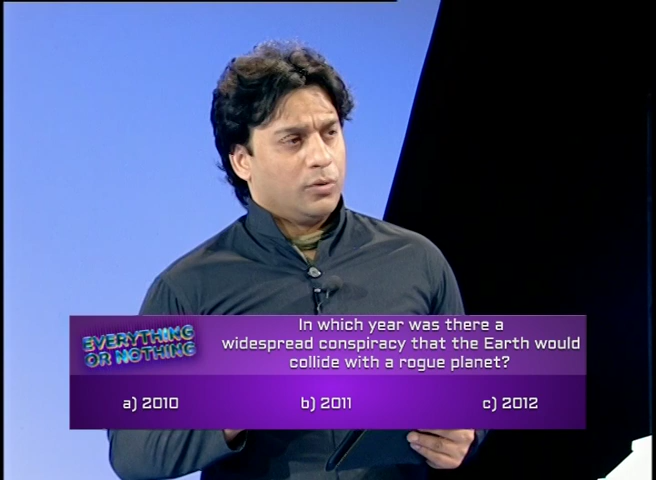 EVERYTHING
OR NOTHING
In which year was there a
widespread conspiracy that the Earth would
collide with a rogue planet?
a) 2010
b) 2011
c) 2012